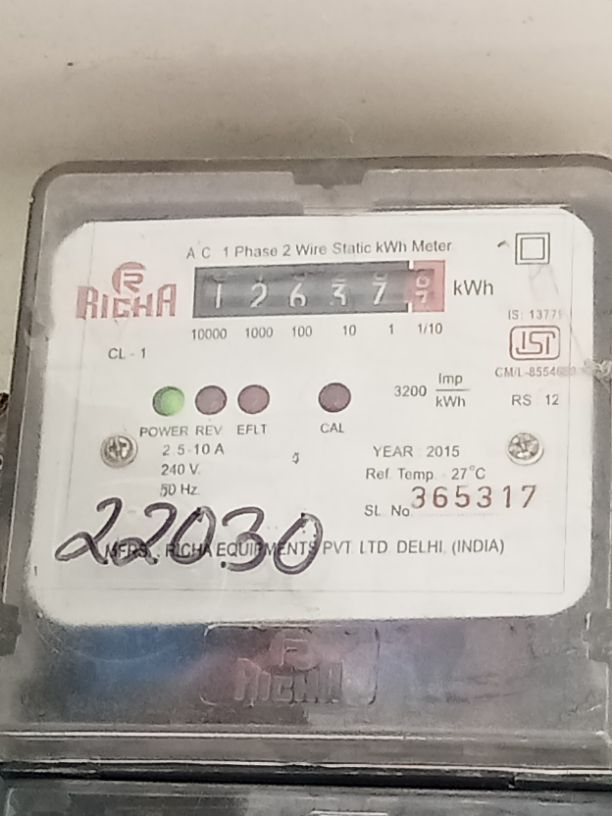 A C 1 Phase 2 Wire Static kWh Meter
R
RICHA
1 2 6 3 7
kWh
10000 1000 100 10 1 1/10
IS: 13779
ISI
CL - 1
CM/L-
3200 Imp/kWh
RS 12
POWER REV EFLT CAL
2.5-10 A
240 V.
50 Hz.
YEAR : 2015
Ref. Temp. -27°C
SL. No. 365317
22030
MFRS. : RICHA EQUIPMENTS PVT. LTD. DELHI, (INDIA)
R
RICHA